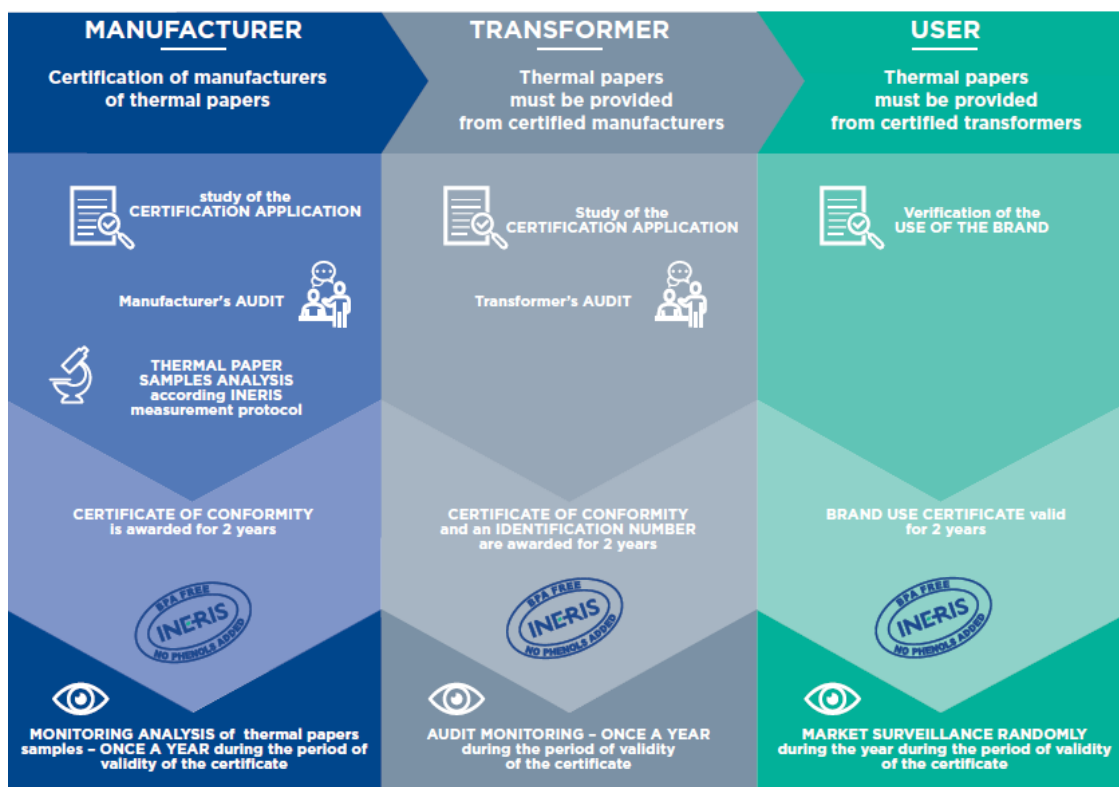 MANUFACTURER
Certification of manufacturers
of thermal papers
study of the
CERTIFICATION APPLICATION
Manufacturer's AUDIT
THERMAL PAPER
SAMPLES ANALYSIS
according INERIS
measurement protocol
CERTIFICATE OF CONFORMITY
is awarded for 2 years
BPA FREE
INERIS
NO PHENOLS ADDED
MONITORING ANALYSIS of thermal papers
samples – ONCE A YEAR during the period of
validity of the certificate
TRANSFORMER
Thermal papers
must be provided
from certified manufacturers
Study of the
CERTIFICATION APPLICATION
Transformer's AUDIT
CERTIFICATE OF CONFORMITY
and an IDENTIFICATION NUMBER
are awarded for 2 years
BPA FREE
INERIS
NO PHENOLS ADDED
AUDIT MONITORING – ONCE A YEAR
during the period of validity
of the certificate
USER
Thermal papers
must be provided
from certified transformers
Verification of the
USE OF THE BRAND
BRAND USE CERTIFICATE valid
for 2 years
BPA FREE
INERIS
NO PHENOLS ADDED
MARKET SURVEILLANCE RANDOMLY
during the year during the period of validity
of the certificate